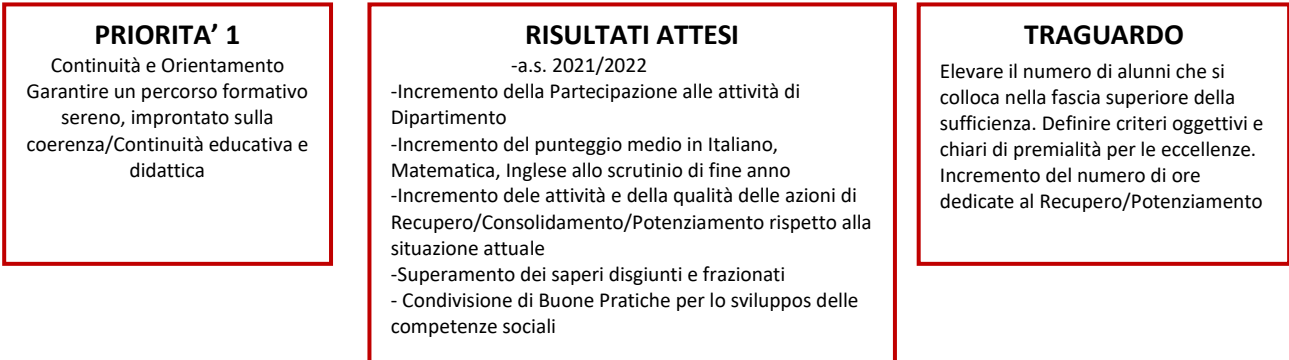 PRIORITA’ 1
Continuità e Orientamento
Garantire un percorso formativo
sereno, improntato sulla
coerenza/Continuità educativa e
didattica
RISULTATI ATTESI
-a.s. 2021/2022
-Incremento della Partecipazione alle attività di
Dipartimento
-Incremento del punteggio medio in Italiano,
Matematica, Inglese allo scrutinio di fine anno
-Incremento dele attività e della qualità delle azioni di
Recupero/Consolidamento/Potenziamento rispetto alla
situazione attuale
-Superamento dei saperi disgiunti e frazionati
- Condivisione di Buone Pratiche per lo sviluppos delle
competenze sociali
TRAGUARDO
Elevare il numero di alunni che si
colloca nella fascia superiore della
sufficienza. Definire criteri oggettivi e
chiari di premialità per le eccellenze.
Incremento del numero di ore
dedicate al Recupero/Potenziamento